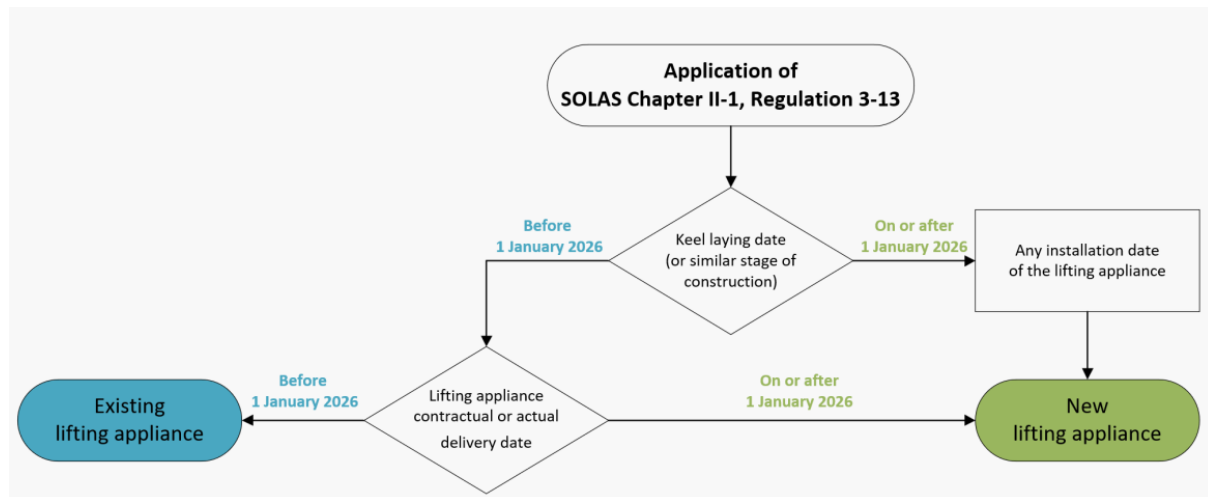 Application of
SOLAS Chapter II-1, Regulation 3-13
Before
1 January 2026
Keel laying date
(or similar stage of
construction)
On or after
1 January 2026
Any installation date
of the lifting appliance
Before
1 January 2026
Lifting appliance
contractual or actual
delivery date
On or after
1 January 2026
Existing
lifting appliance
New
lifting appliance